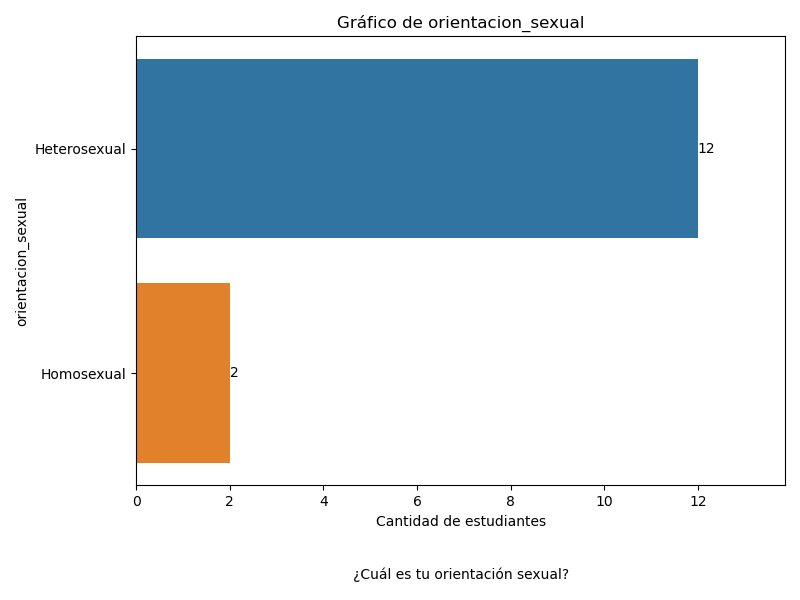 Gráfico de orientacion_sexual
orientacion_sexual
Heterosexual
12
Homosexual
2
0 2 4 6 8 10 12
Cantidad de estudiantes
¿Cuál es tu orientación sexual?